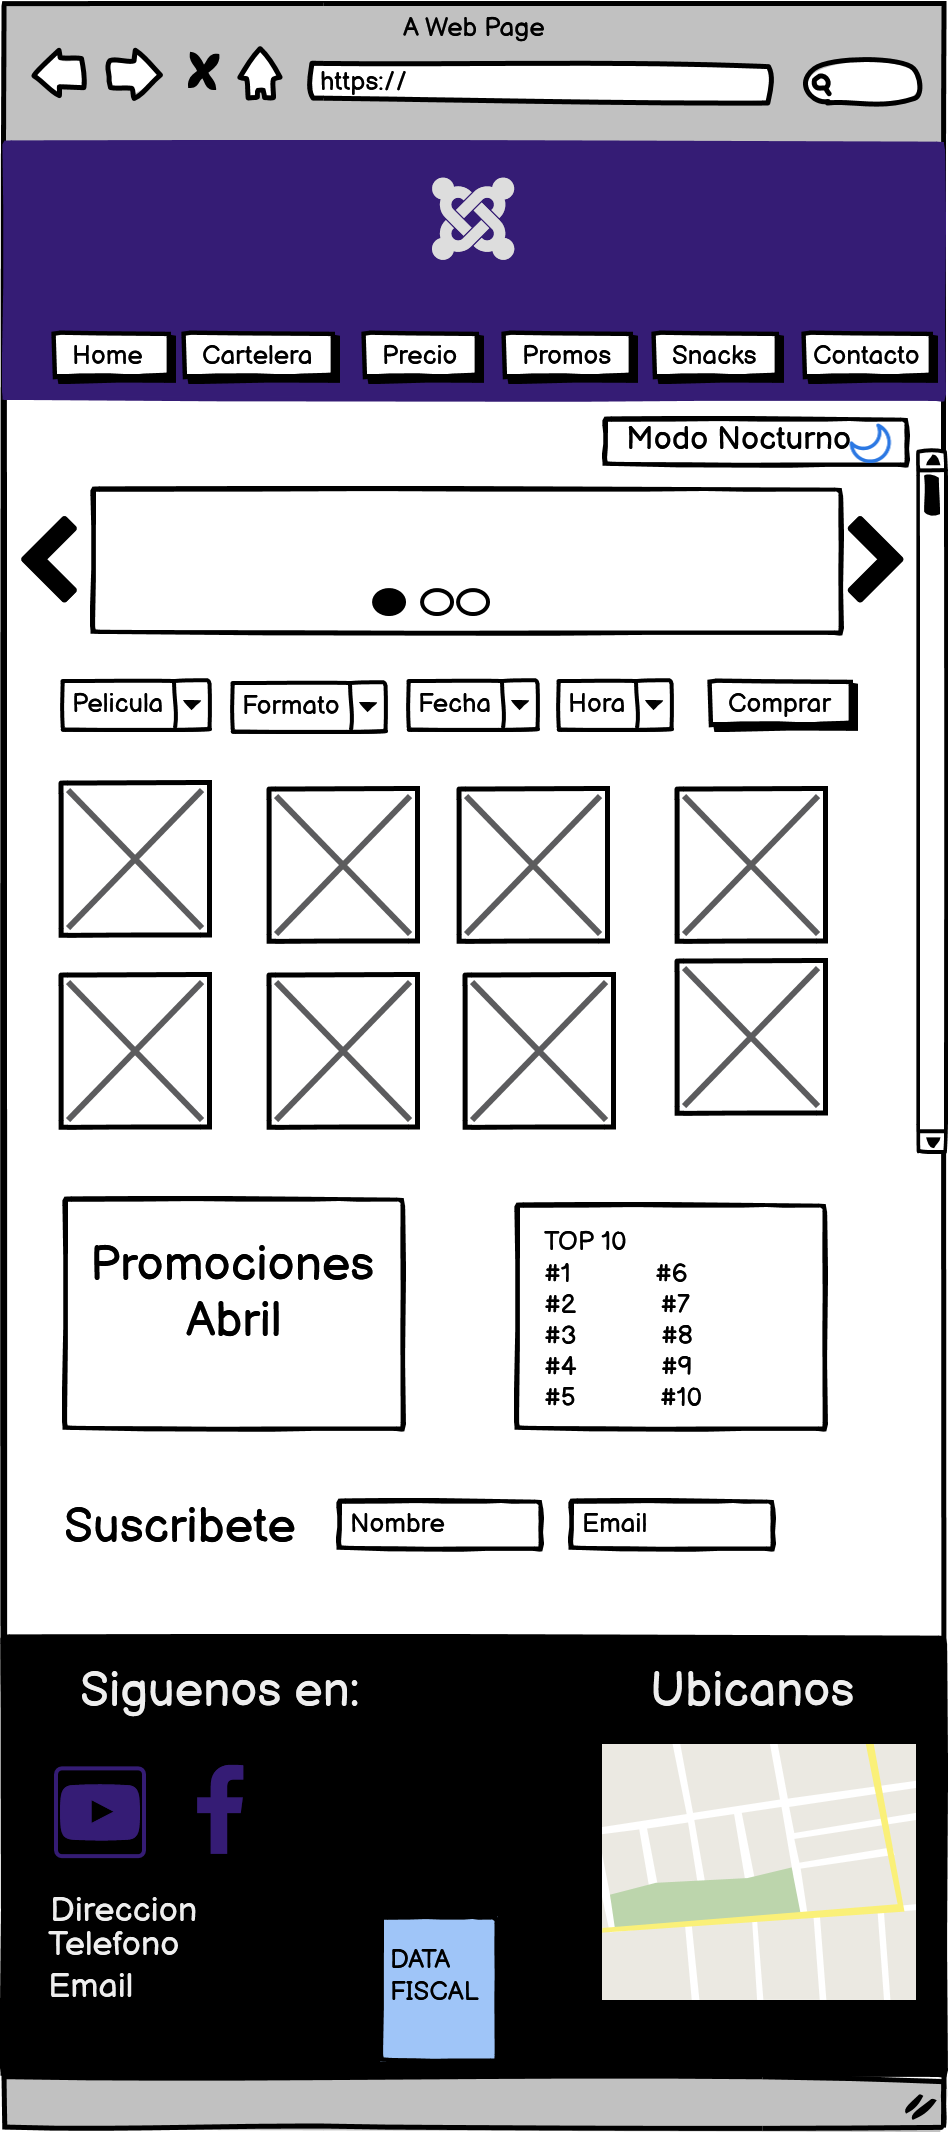 A Web Page
https://
Home Cartelera Precio Promos Snacks Contacto
Modo Nocturno
Pelicula Formato Fecha Hora Comprar
Promociones
Abril
TOP 10
#1 #6
#2 #7
#3 #8
#4 #9
#5 #10
Suscribete Nombre Email
Siguenos en: Ubicanos
Direccion
Telefono
Email
DATA
FISCAL